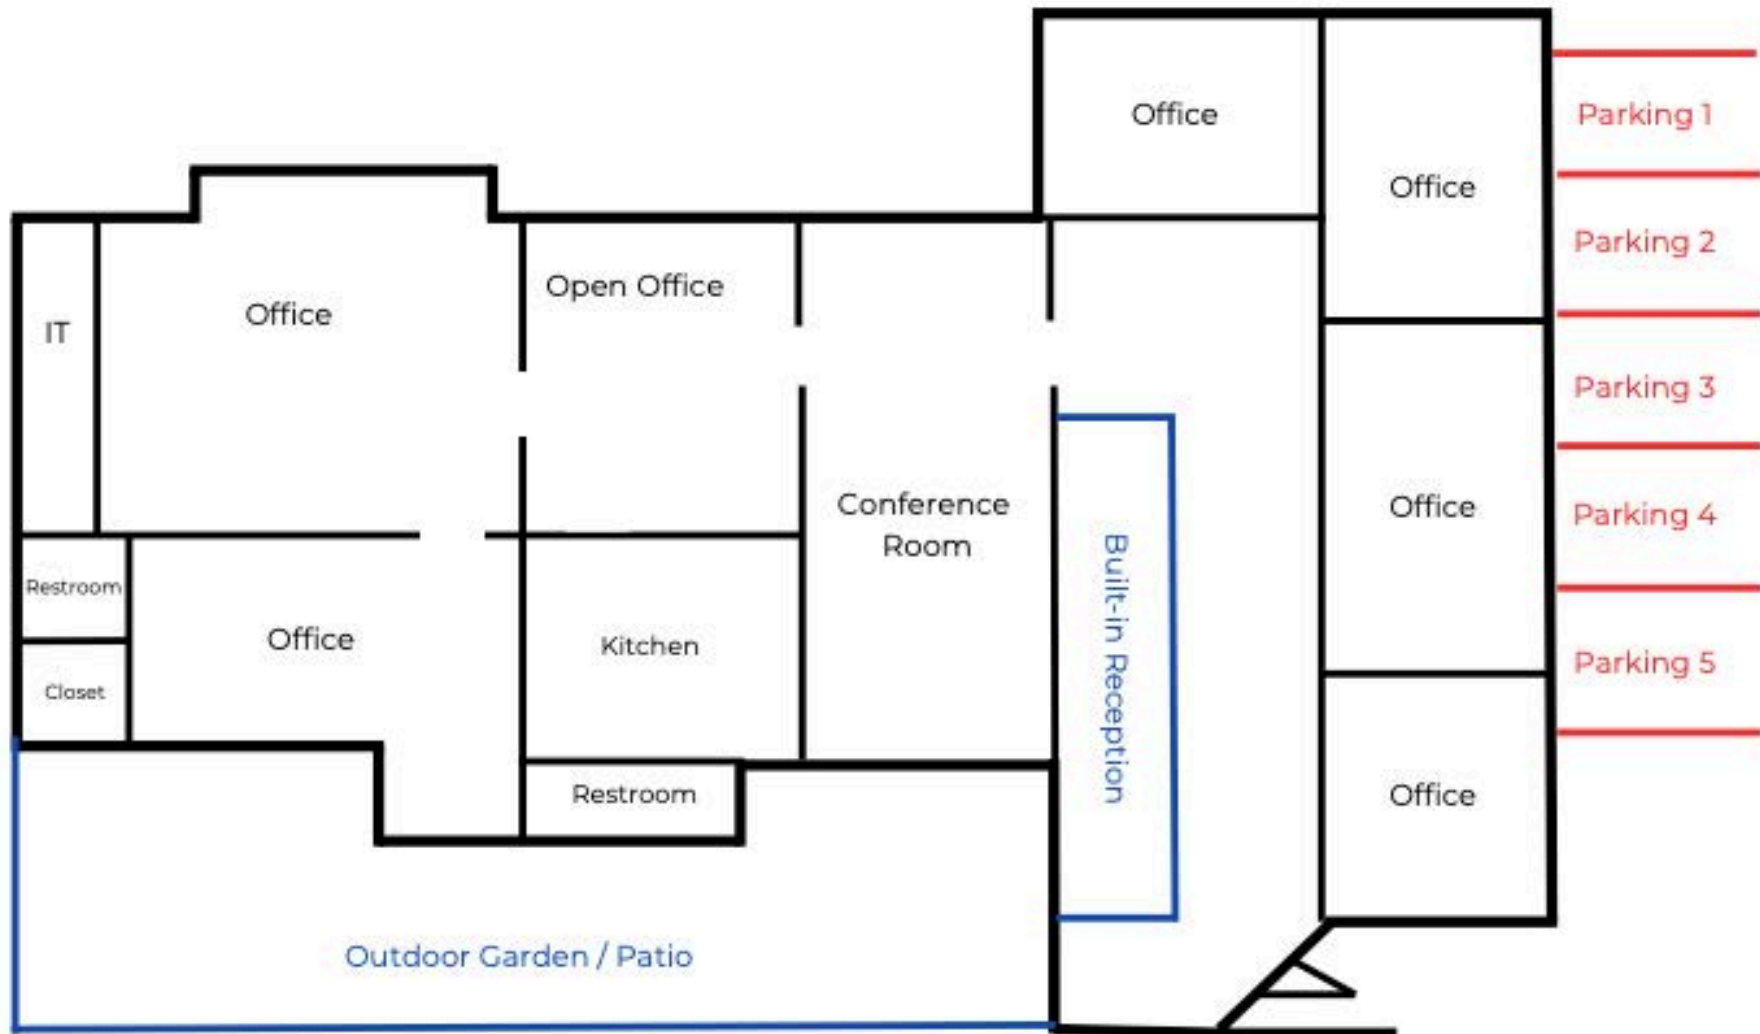 Office
Parking 1
Office
Parking 2
Open Office
Office
IT
Parking 3
Conference
Room
Office
Parking 4
Built-in Reception
Restroom
Office
Kitchen
Parking 5
Closet
Restroom
Office
Outdoor Garden / Patio